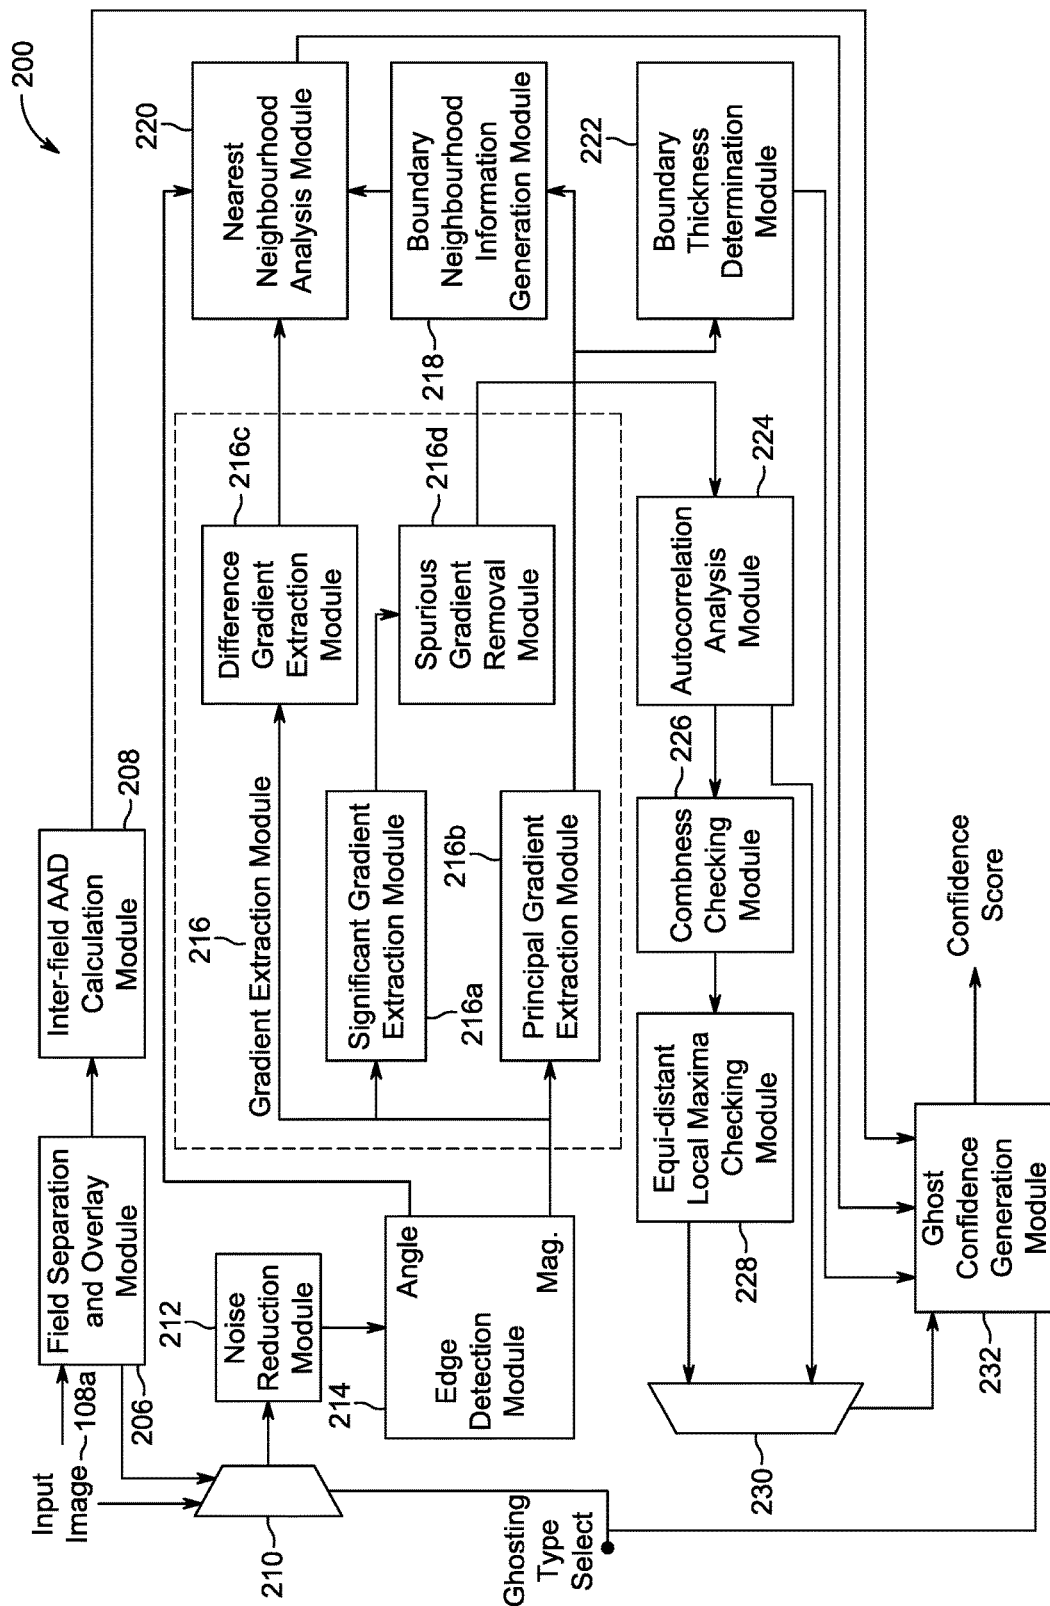 200
Input
Image
108a
Field Separation
and Overlay
Module
206
Inter-field AAD
Calculation
Module
208
210
Noise
Reduction
Module
212
Angle
Edge
Detection
Module
Mag.
214
216
Gradient Extraction Module
Significant Gradient
Extraction Module
216a
Principal Gradient
Extraction Module
216b
Difference
Gradient
Extraction
Module
216c
Spurious
Gradient
Removal
Module
216d
Nearest
Neighbourhood
Analysis Module
220
Boundary
Neighbourhood
Information
Generation Module
218
Boundary
Thickness
Determination
Module
222
Autocorrelation
Analysis
Module
224
Combness
Checking
Module
226
Equi-distant
Local Maxima
Checking
Module
228
230
Ghosting
Type
Select
Ghost
Confidence
Generation
Module
232
Confidence
Score